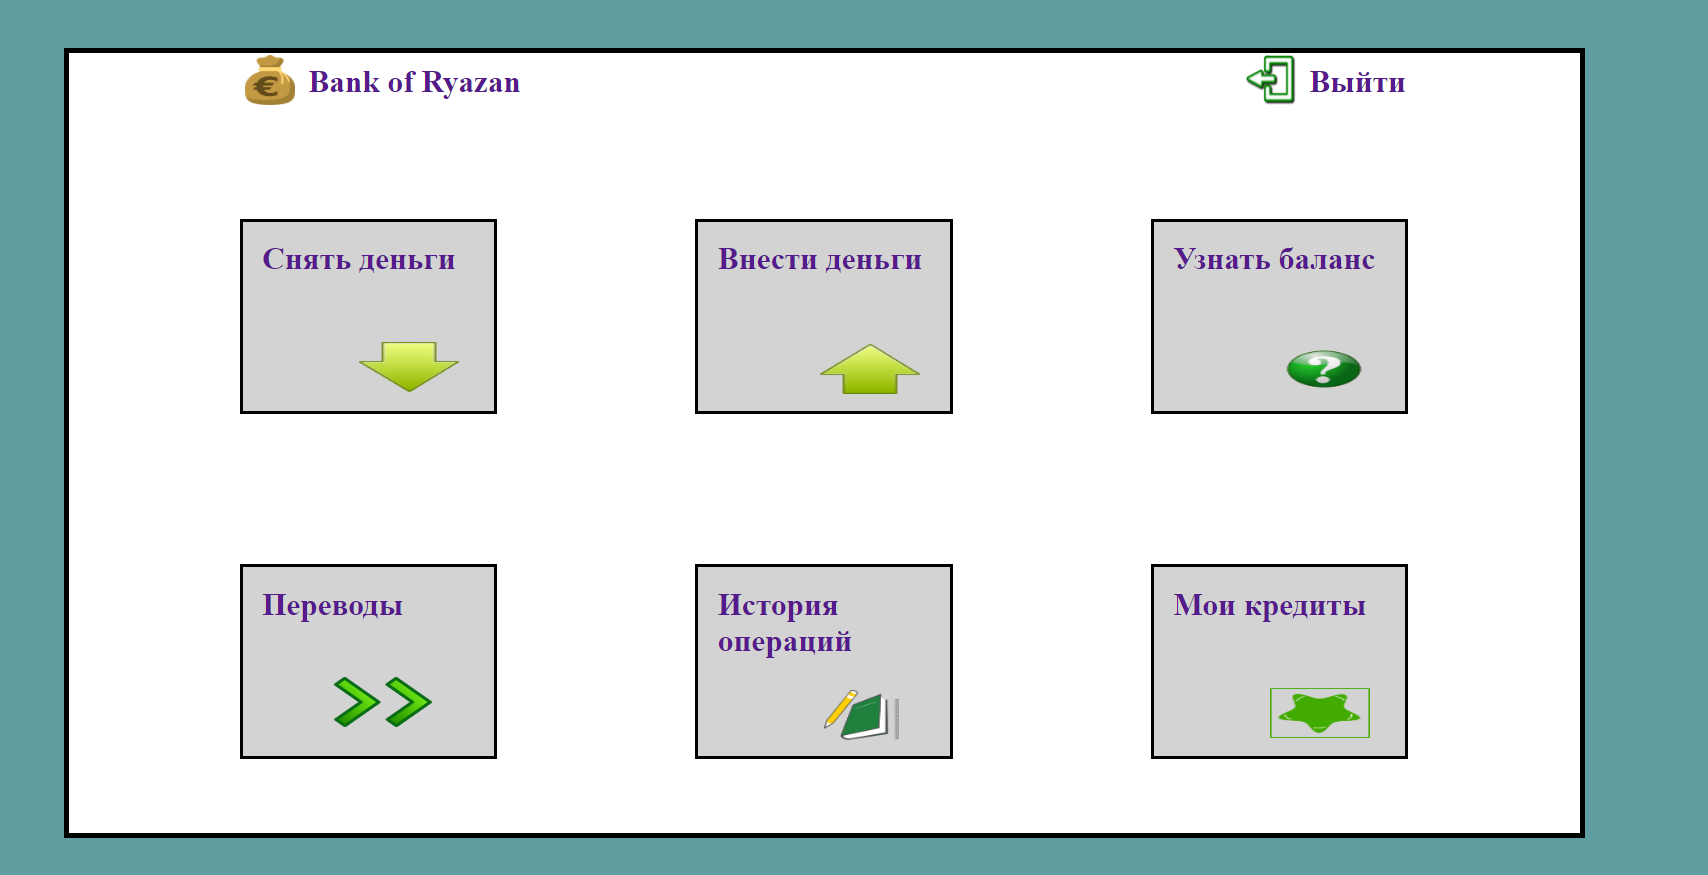 Bank of Ryazan
Выйти
Снять деньги
Внести деньги
Узнать баланс
Переводы
История
операций
Мои кредиты